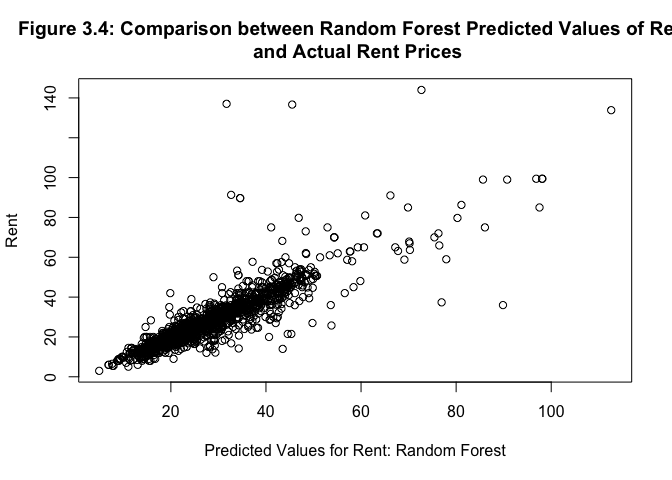 Figure 3.4: Comparison between Random Forest Predicted Values of Re
and Actual Rent Prices
140
100
80
60
40
20
0
Rent
20 40 60 80 100
Predicted Values for Rent: Random Forest